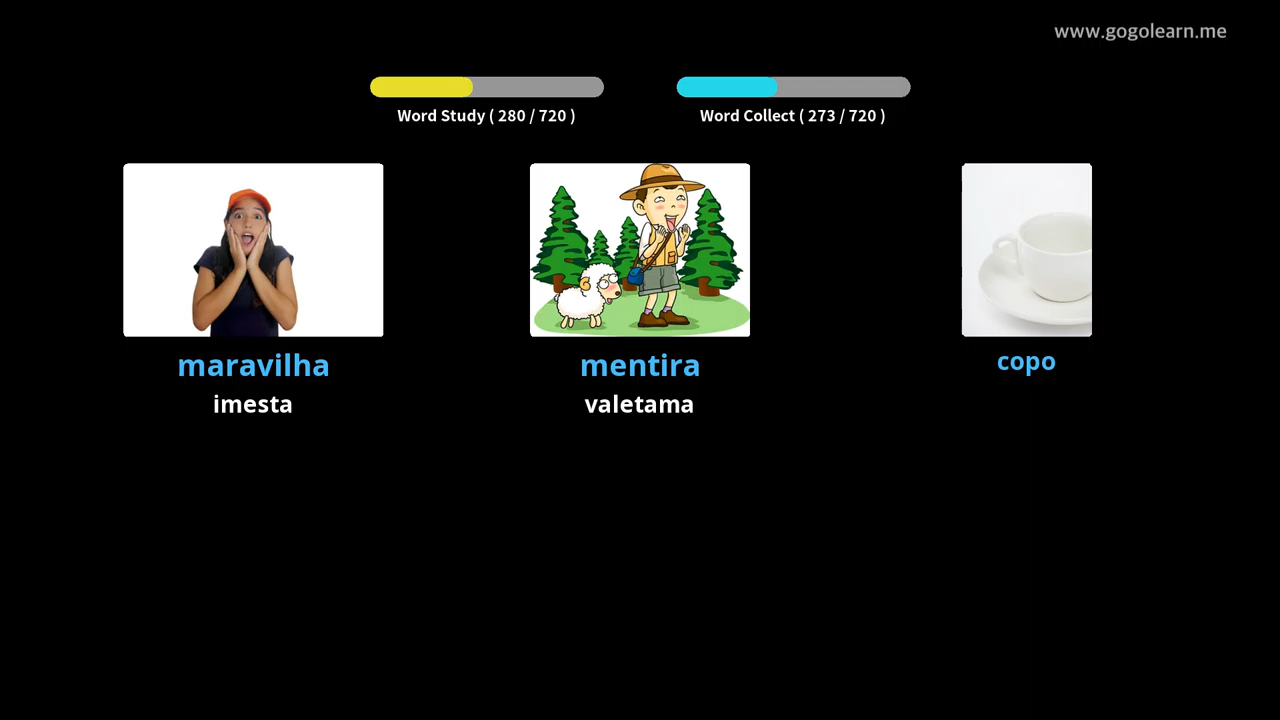 www.gogolearn.me
Word Study ( 280 / 720 )
Word Collect ( 273 / 720 )
maravilha
imesta
mentira
valetama
copo